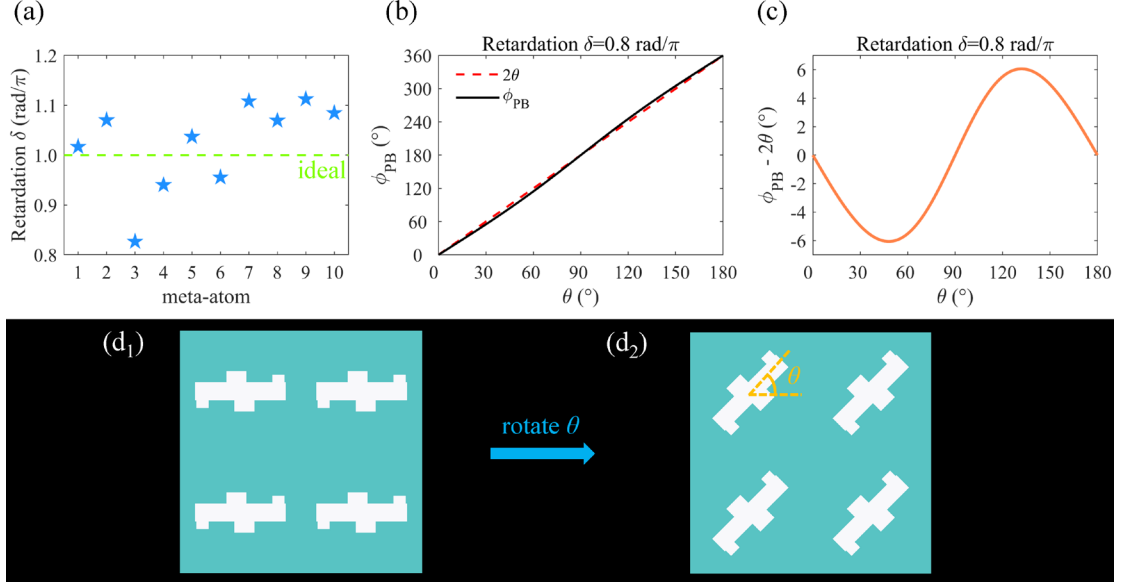 (a)
1.2
1.1
1.0
0.9
0.8
Retardation δ (rad/π)
ideal
1 2 3 4 5 6 7 8 9 10
meta-atom
(b)
Retardation δ=0.8 rad/π
360
300
240
180
120
60
0
ϕPB (°)
2θ
ϕPB
0 30 60 90 120 150 180
θ (°)
(c)
Retardation δ=0.8 rad/π
6
4
2
0
-2
-4
-6
ϕPB - 2θ (°)
0 30 60 90 120 150 180
θ (°)
(d1)
rotate θ
(d2)
θ